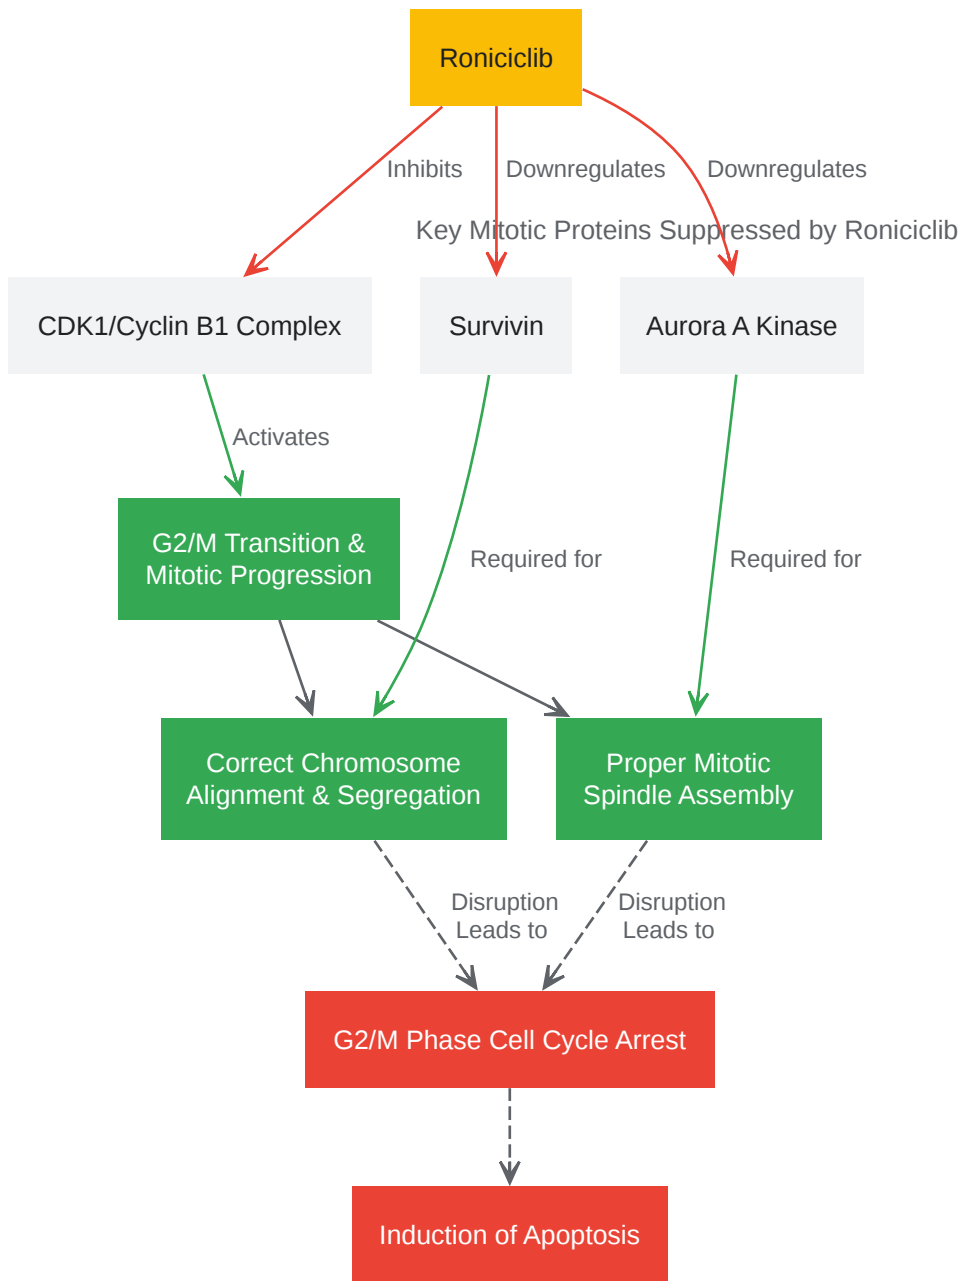 Roniciclib
Inhibits
Downregulates
Downregulates
Key Mitotic Proteins Suppressed by Roniciclib
CDK1/Cyclin B1 Complex
Survivin
Aurora A Kinase
Activates
G2/M Transition &
Mitotic Progression
Required for
Required for
Correct Chromosome
Alignment & Segregation
Proper Mitotic
Spindle Assembly
Disruption
Leads to
Disruption
Leads to
G2/M Phase Cell Cycle Arrest
Induction of Apoptosis